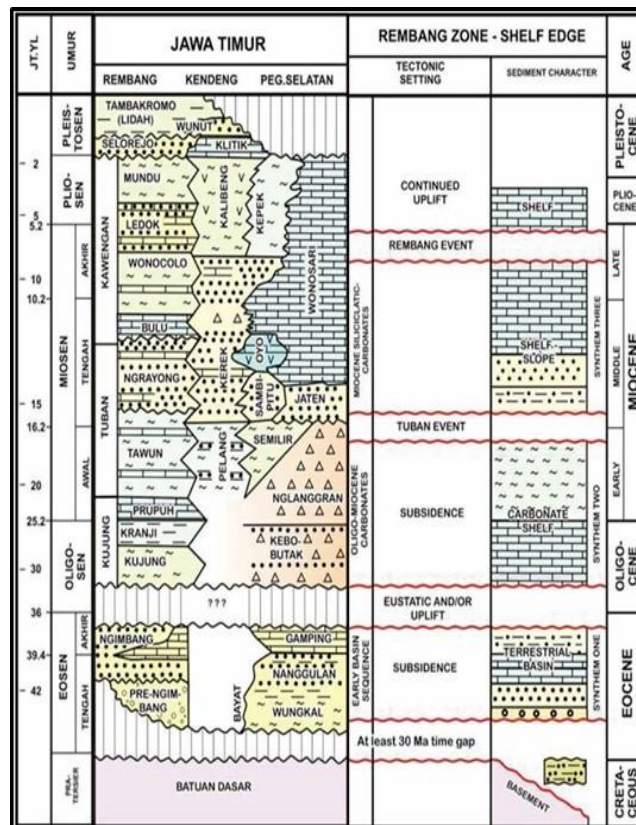 JT.YL
UMUR
JAWA TIMUR
REMBANG
KENDENG
PEG.SELATAN
REMBANG ZONE - SHELF EDGE
TECTONIC
SETTING
SEDIMENT CHARACTER
AGE
PLEIS-
TOSEN
PLIO-
SEN
MIOSEN
AKHIR
TENGAH
AWAL
OLIGO-
SEN
EOSEN
AKHIR
TENGAH
PRA-
TERSIER
2
5
5.2
10
10.2
15
16.2
20
25.2
30
36
39.4
42
TAMBAKROMO
(LIDAH)
WUNUT
SELOREJO
KLITIK
MUNDU
KALIBENG
KEPEK
LEDOK
KAWENGAN
WONOCOLO
WONOSARI
BULU
OYO
NGRAYONG
KEREK
SAMBI-
PITU
JATEN
TUBAN
TAWUN
PELANG
SEMILIR
NGLANGGRAN
PRUPUH
KUJUNG
KRANJI
KEBO-
BUTAK
KUJUNG
???
NGIMBANG
GAMPING
NANGGULAN
PRE-NGIM-
BANG
BAYAT
WUNGKAL
BATUAN DASAR
CONTINUED
UPLIFT
REMBANG EVENT
MIOCENE SILICICLATIC-
CARBONATES
TUBAN EVENT
OLIGO-MIOCENE
CARBONATES
SUBSIDENCE
EUSTATIC AND/OR
UPLIFT
EARLY BASIN
SEQUENCE
SUBSIDENCE
At least 30 Ma time gap
SHELF
SHELF-
SLOPE
SYNTHEM THREE
CARBONATE
SHELF
SYNTHEM TWO
TERRESTRIAL
BASIN
SYNTHEM ONE
BASEMENT
PLEISTO-
CENE
PLIO-
CENE
LATE
MIDDLE
EARLY
MIOCENE
OLIGO-
CENE
EOCENE
CRETA-
CEOUS